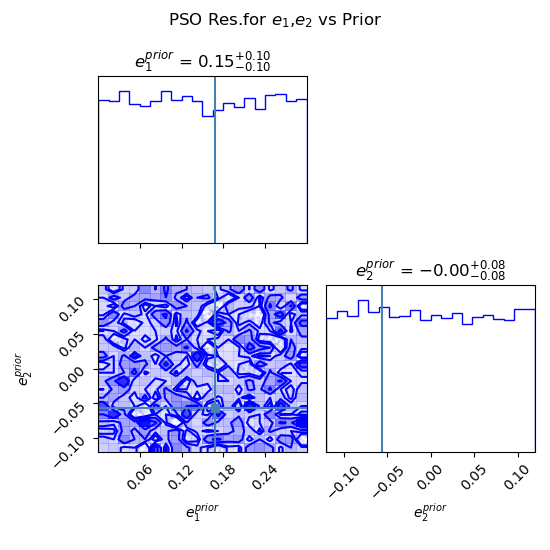 PSO Res.for e₁,e₂ vs Prior
e₁ᵖʳⁱᵒʳ = 0.15⁺⁰·¹⁰₋₀.₁₀
e₂ᵖʳⁱᵒʳ = −0.00⁺⁰·⁰⁸₋₀.₀₈
0.10
0.05
0.00
−0.05
−0.10
e₂ᵖʳⁱᵒʳ
0.06 0.12 0.18 0.24
e₁ᵖʳⁱᵒʳ
−0.10 −0.05 0.00 0.05 0.10
e₂ᵖʳⁱᵒʳ